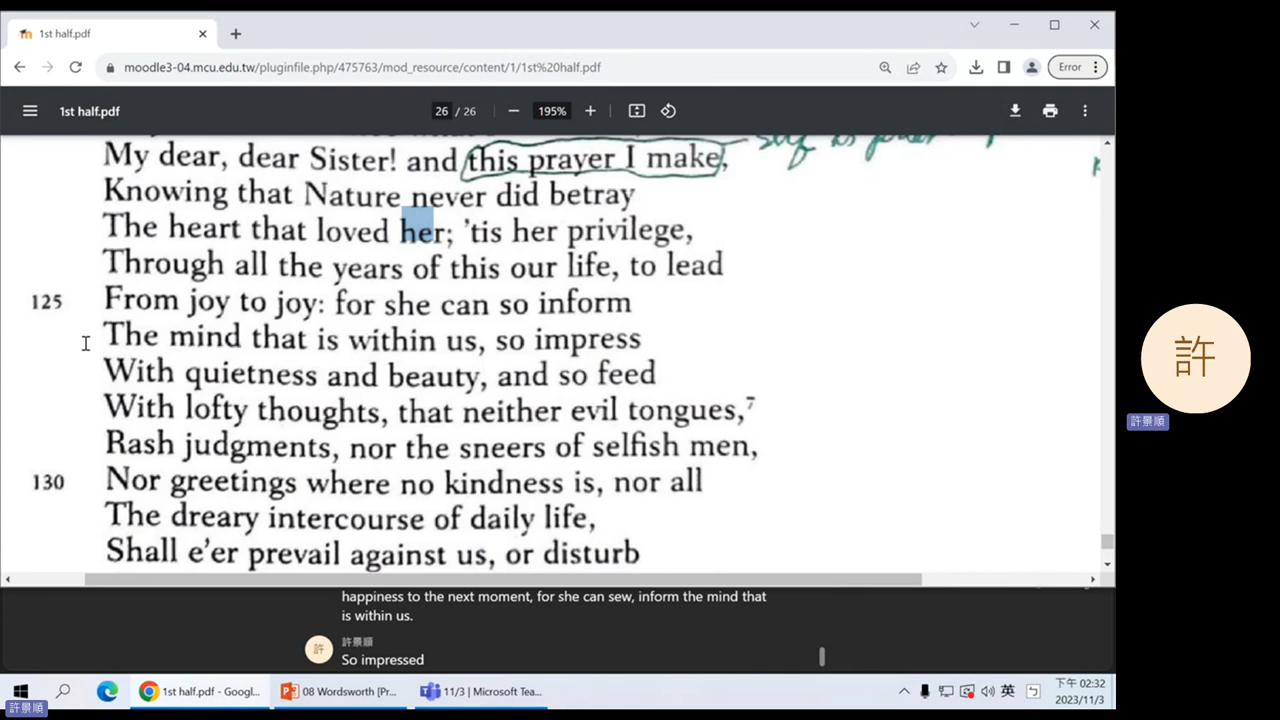 1st half.pdf
moodle3-04.mcu.edu.tw/pluginfile.php/475763/mod_resource/content/1/1st%20half.pdf
Error
1st half.pdf
26 / 26
195%
My dear, dear Sister! and this prayer I make,
Knowing that Nature never did betray
The heart that loved her; 'tis her privilege,
Through all the years of this our life, to lead
125 From joy to joy: for she can so inform
The mind that is within us, so impress
With quietness and beauty, and so feed
With lofty thoughts, that neither evil tongues,7
Rash judgments, nor the sneers of selfish men,
130 Nor greetings where no kindness is, nor all
The dreary intercourse of daily life,
Shall e'er prevail against us, or disturb
許
許景順
happiness to the next moment, for she can sew, inform the mind that
is within us.
許
許景順
So impressed
1st half.pdf - Googl...
08 Wordsworth [Pr...
11/3 | Microsoft Tea...
英
下午 02:32
2023/11/3
許景順